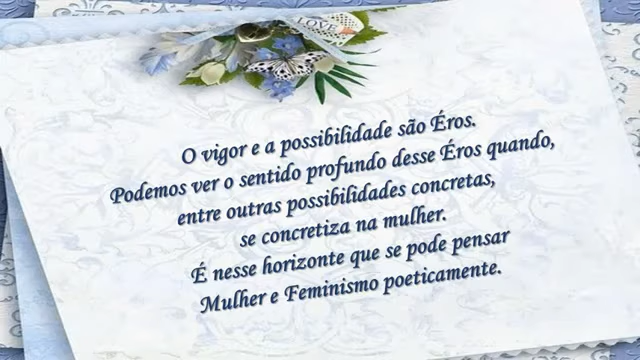 LOVE
O vigor e a possibilidade são Éros.
Podemos ver o sentido profundo desse Éros quando,
entre outras possibilidades concretas,
se concretiza na mulher.
É nesse horizonte que se pode pensar
Mulher e Feminismo poeticamente.